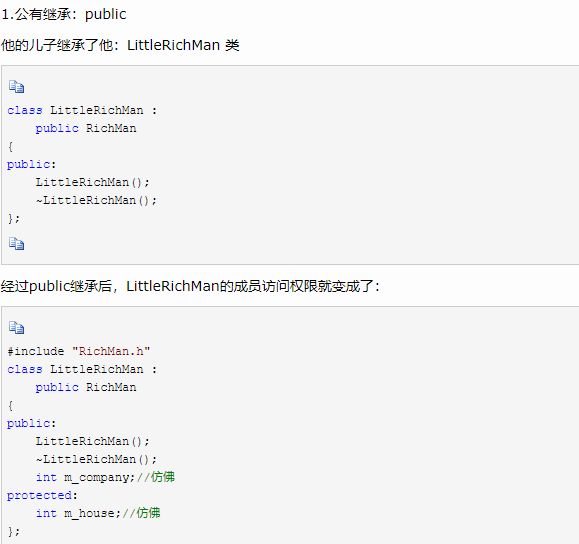 1.公有继承：public
他的儿子继承了他：LittleRichMan 类
class LittleRichMan :
    public RichMan
{
public:
    LittleRichMan();
    ~LittleRichMan();
};
经过public继承后，LittleRichMan的成员访问权限就变成了：
#include "RichMan.h"
class LittleRichMan :
    public RichMan
{
public:
    LittleRichMan();
    ~LittleRichMan();
    int m_company;//仿佛
protected:
    int m_house;//仿佛
};